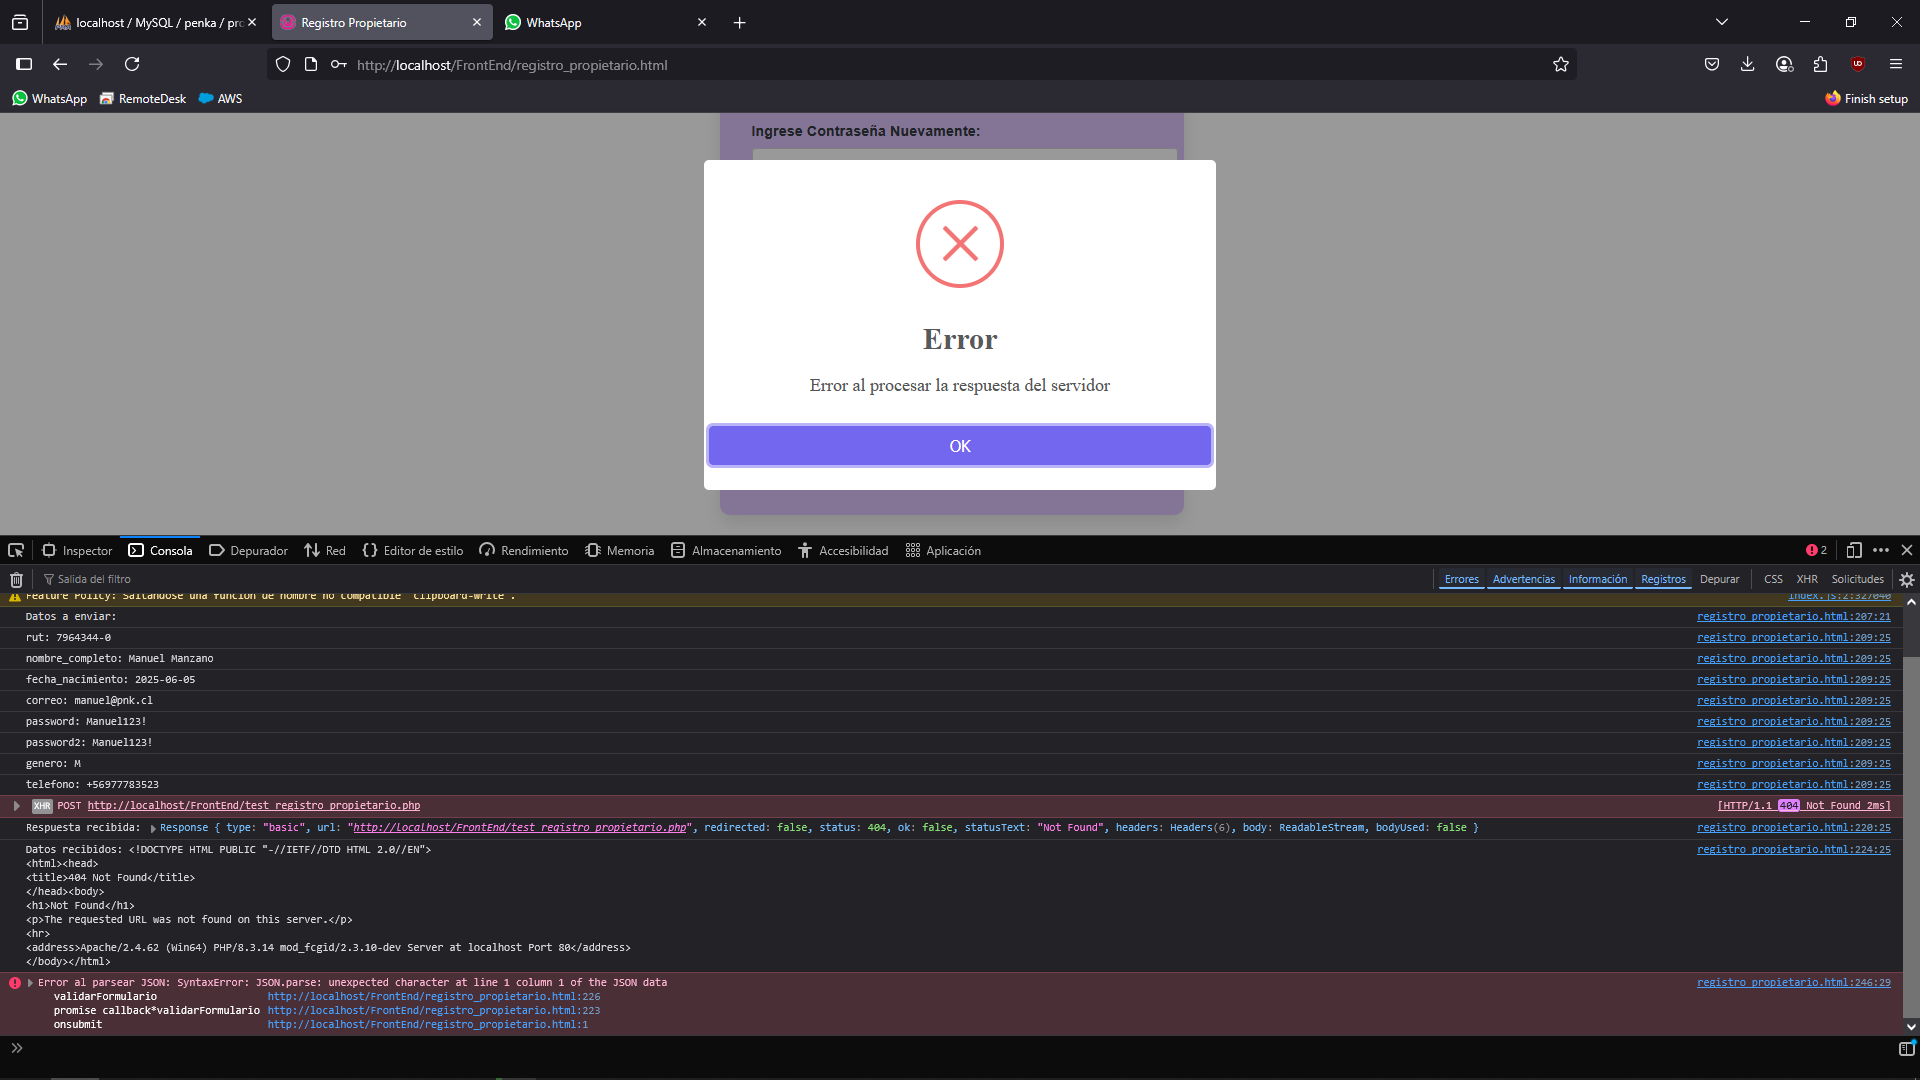 localhost / MySQL / penka / pro
Registro Propietario
WhatsApp
http://localhost/FrontEnd/registro_propietario.html
WhatsApp
RemoteDesk
AWS
Finish setup
Ingrese Contraseña Nuevamente:
Error
Error al procesar la respuesta del servidor
OK
Inspector
Consola
Depurador
Red
Editor de estilo
Rendimiento
Memoria
Almacenamiento
Accesibilidad
Aplicación
2
Salida del filtro
Errores
Advertencias
Información
Registros
Depurar
CSS
XHR
Solicitudes
Feature Policy: Saltándose una función de nombre no compatible "clipboard-write". index.js:2:327040
Datos a enviar: registro_propietario.html:207:21
rut: 7964344-0 registro_propietario.html:209:25
nombre_completo: Manuel Manzano registro_propietario.html:209:25
fecha_nacimiento: 2025-06-05 registro_propietario.html:209:25
correo: manuel@pnk.cl registro_propietario.html:209:25
password: Manuel123! registro_propietario.html:209:25
password2: Manuel123! registro_propietario.html:209:25
genero: M registro_propietario.html:209:25
telefono: +56977783523 registro_propietario.html:209:25
XHR POST http://localhost/FrontEnd/test_registro_propietario.php [HTTP/1.1 404 Not Found 2ms]
Respuesta recibida: Response { type: "basic", url: "http://localhost/FrontEnd/test_registro_propietario.php", redirected: false, status: 404, ok: false, statusText: "Not Found", headers: Headers(6), body: ReadableStream, bodyUsed: false } registro_propietario.html:220:25
Datos recibidos: <!DOCTYPE HTML PUBLIC "-//IETF//DTD HTML 2.0//EN"> registro_propietario.html:224:25
<html><head>
<title>404 Not Found</title>
</head><body>
<h1>Not Found</h1>
<p>The requested URL was not found on this server.</p>
<hr>
<address>Apache/2.4.62 (Win64) PHP/8.3.14 mod_fcgid/2.3.10-dev Server at localhost Port 80</address>
</body></html>
Error al parsear JSON: SyntaxError: JSON.parse: unexpected character at line 1 column 1 of the JSON data registro_propietario.html:246:29
validarFormulario http://localhost/FrontEnd/registro_propietario.html:226
promise callback*validarFormulario http://localhost/FrontEnd/registro_propietario.html:223
onsubmit http://localhost/FrontEnd/registro_propietario.html:1